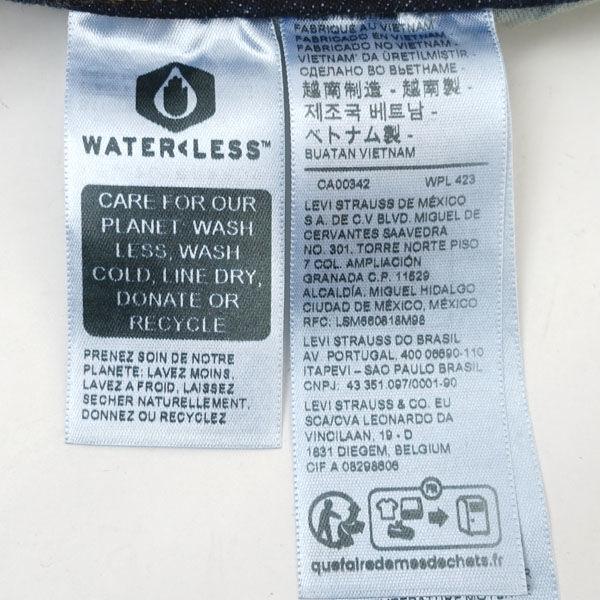 WATER<LESS™
CARE FOR OUR
PLANET: WASH
LESS, WASH
COLD, LINE DRY,
DONATE OR
RECYCLE
PRENEZ SOIN DE NOTRE
PLANETE: LAVEZ MOINS,
LAVEZ A FROID, LAISSEZ
SECHER NATURELLEMENT,
DONNEZ OU RECYCLEZ
FABRIQUE AU VIETNAM -
FABRICADO EN VIETNAM -
FABRICADO NO VIETNAM -
VIETNAM' DA ÜRETİLMİŞTİR -
СДЕЛАНО ВО ВЬЕТНАМЕ -
越南制造 - 越南製 -
제조국 베트남 -
ベトナム製 -
BUATAN VIETNAM
CA00342 WPL 423
LEVI STRAUSS DE MÉXICO
S A. DE C.V BLVD. MIGUEL DE
CERVANTES SAAVEDRA
NO. 301, TORRE NORTE PISO
7 COL. AMPLIACIÓN
GRANADA C.P. 11529
ALCALDÍA. MIGUEL HIDALGO
CIUDAD DE MÉXICO, MÉXICO
RFC: LSM660618M98
LEVI STRAUSS DO BRASIL
AV PORTUGAL, 400 06690-110
ITAPEVI – SAO PAULO BRASIL
CNPJ: 43 351.097/0001-90
LEVI STRAUSS & CO. EU
SCA/CVA LEONARDO DA
VINCILAAN, 19 - D
1831 DIEGEM, BELGIUM
CIF A 08298606
FR
quefairedemesdechets.fr